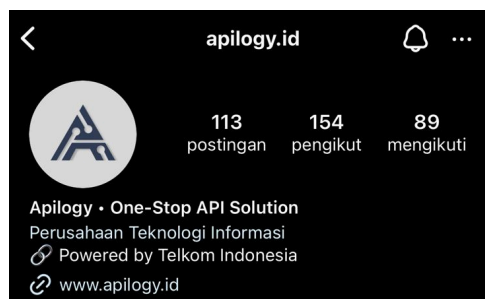 apilogy.id
113 154 89
postingan pengikut mengikuti
Apilogy • One-Stop API Solution
Perusahaan Teknologi Informasi
🔗 Powered by Telkom Indonesia
www.apilogy.id